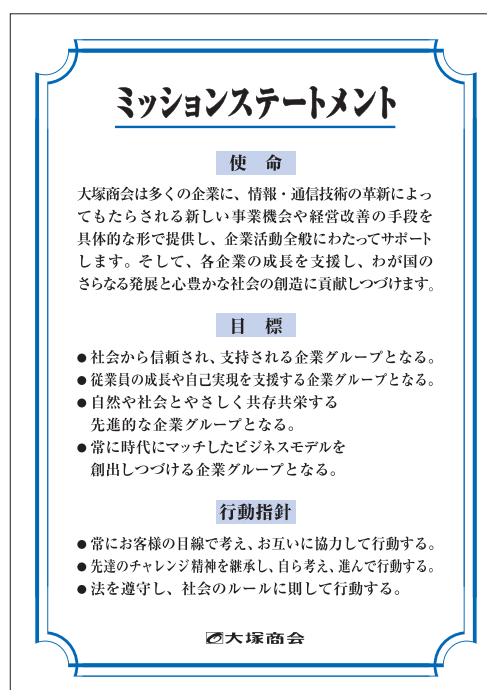 ミッションステートメント
使 命
大塚商会は多くの企業に、情報・通信技術の革新によっ
てもたらされる新しい事業機会や経営改善の手段を
具体的な形で提供し、企業活動全般にわたってサポート
します。そして、各企業の成長を支援し、わが国の
さらなる発展と心豊かな社会の創造に貢献しつづけます。
目 標
●社会から信頼され、支持される企業グループとなる。
●従業員の成長や自己実現を支援する企業グループとなる。
●自然や社会とやさしく共存共栄する
先進的な企業グループとなる。
●常に時代にマッチしたビジネスモデルを
創出しつづける企業グループとなる。
行動指針
●常にお客様の目線で考え、お互いに協力して行動する。
●先達のチャレンジ精神を継承し、自ら考え、進んで行動する。
●法を遵守し、社会のルールに則して行動する。
大塚商会